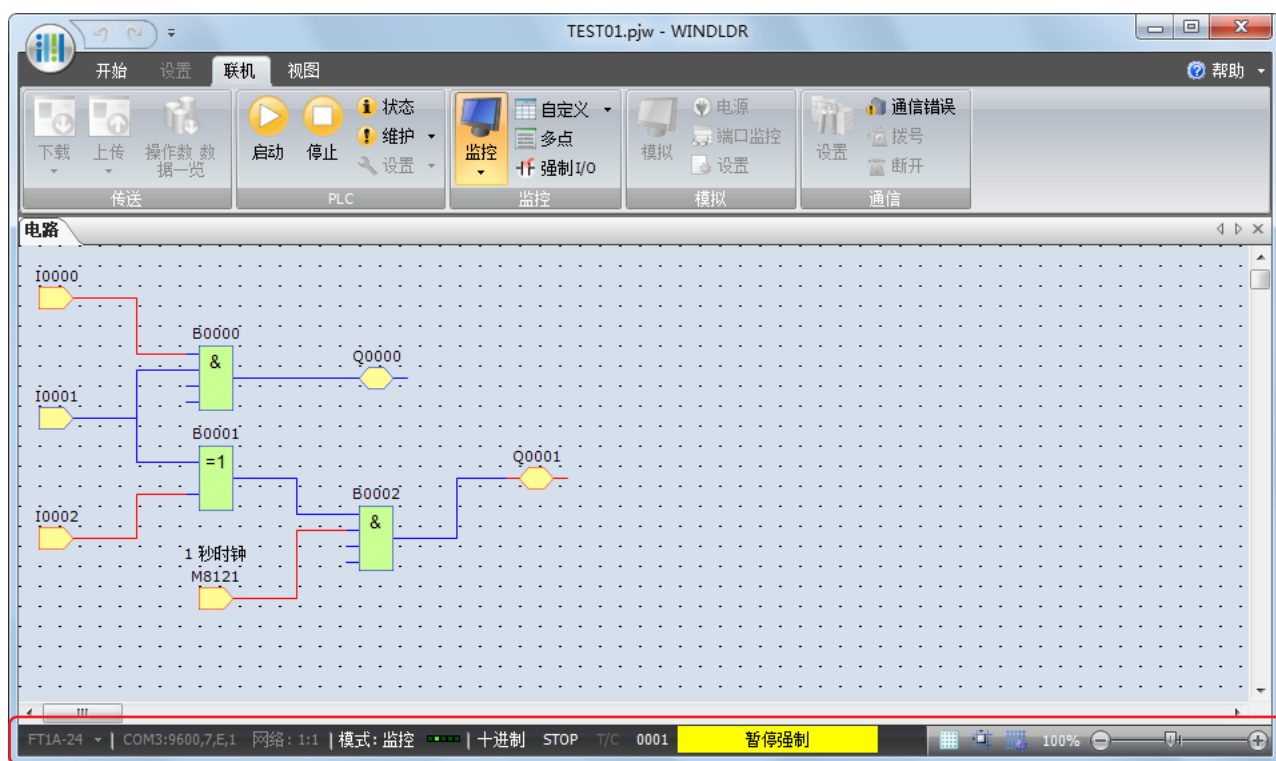 TEST01.pjw - WINDLDR
开始 设置 联机 视图 帮助
下载 上传 操作数 数据一览 传送
启动 停止 状态 维护 设置 PLC
监控 自定义 多点 强制I/O 监控
模拟 电源 端口监控 设置 模拟
设置 通信错误 拨号 断开 通信
电路
I0000
B0000
&
Q0000
I0001
B0001
=1
Q0001
B0002
&
I0002
1 秒时钟
M8121
FT1A-24 COM3:9600,7,E,1 网络: 1:1 模式: 监控 十进制 STOP T/C 0001 暂停强制 100%